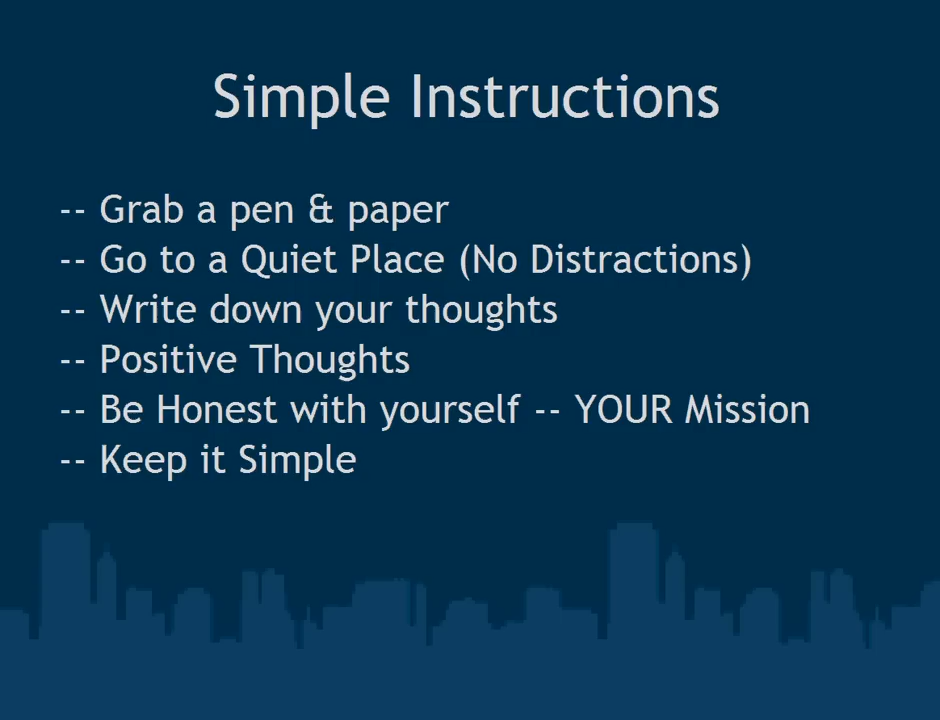 Simple Instructions
-- Grab a pen & paper
-- Go to a Quiet Place (No Distractions)
-- Write down your thoughts
-- Positive Thoughts
-- Be Honest with yourself -- YOUR Mission
-- Keep it Simple